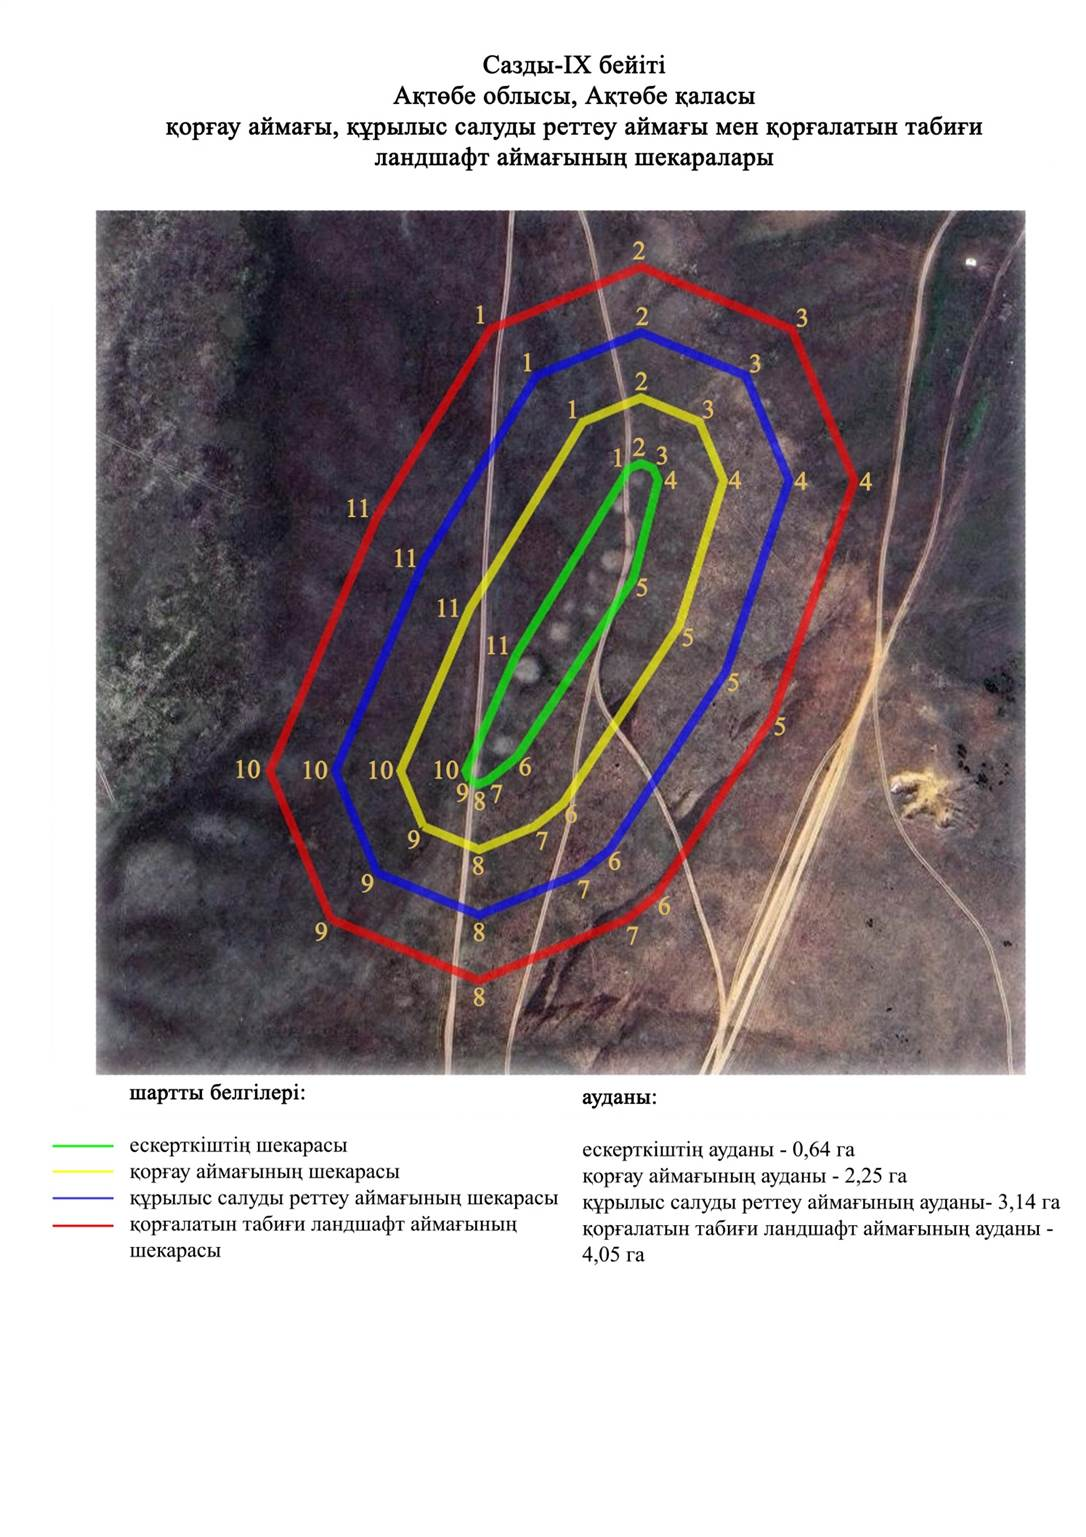 Сазды-IX бейіті
Ақтөбе облысы, Ақтөбе қаласы
қорғау аймағы, құрылыс салуды реттеу аймағы мен қорғалатын табиғи
ландшафт аймағының шекаралары
2
1
3
2
1
3
2
1
3
2
1
3
4
4
4
4
11
11
5
11
5
11
5
5
10
10
10
10
6
9
8
7
6
9
7
8
6
9
7
6
9
8
7
8
шартты белгілері:
ауданы:
ескерткіштің шекарасы
қорғау аймағының шекарасы
құрылыс салуды реттеу аймағының шекарасы
қорғалатын табиғи ландшафт аймағының
шекарасы
ескерткіштің ауданы - 0,64 га
қорғау аймағының ауданы - 2,25 га
құрылыс салуды реттеу аймағының ауданы- 3,14 га
қорғалатын табиғи ландшафт аймағының ауданы -
4,05 га